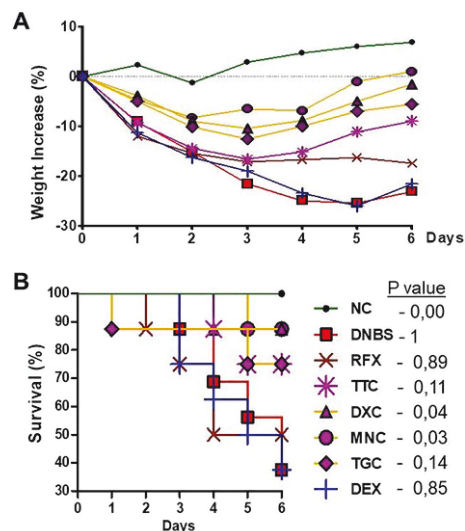 A
Weight Increase (%)
10
0
-10
-20
-30
0 1 2 3 4 5 6 Days
B
Survival (%)
100
90
80
70
60
50
40
30
0 1 2 3 4 5 6
Days
P value
NC - 0,00
DNBS - 1
RFX - 0,89
TTC - 0,11
DXC - 0,04
MNC - 0,03
TGC - 0,14
DEX - 0,85